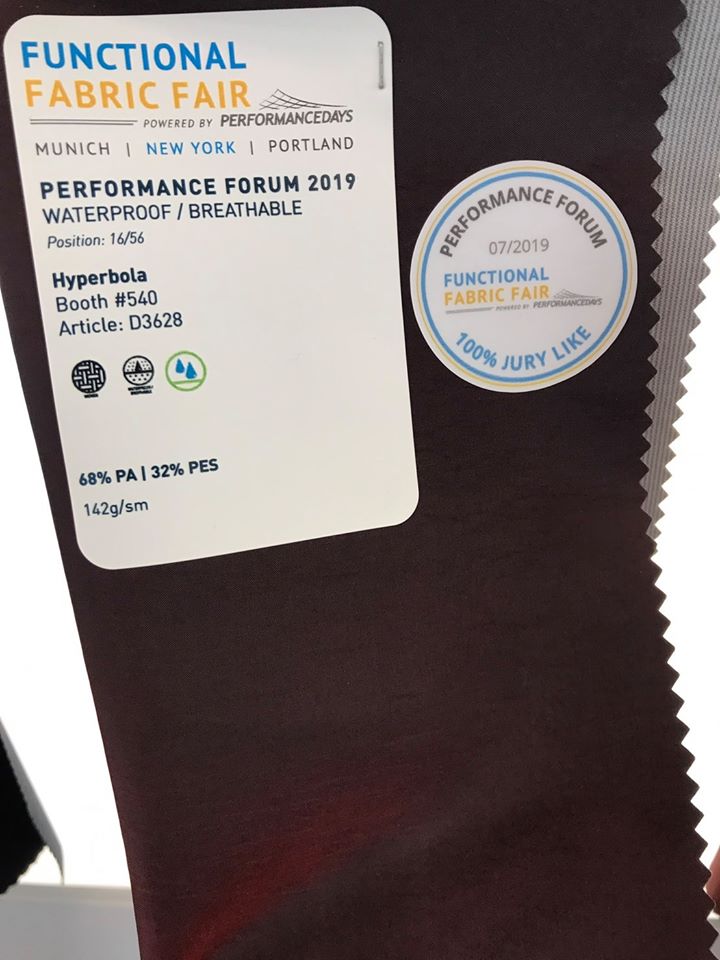 FUNCTIONAL
FABRIC FAIR
POWERED BY PERFORMANCEDAYS
MUNICH | NEW YORK | PORTLAND
PERFORMANCE FORUM 2019
WATERPROOF / BREATHABLE
Position: 16/56
Hyperbola
Booth #540
Article: D3628
68% PA | 32% PES
142g/sm
PERFORMANCE FORUM
07/2019
FUNCTIONAL
FABRIC FAIR
POWERED BY PERFORMANCEDAYS
100% JURY LIKE